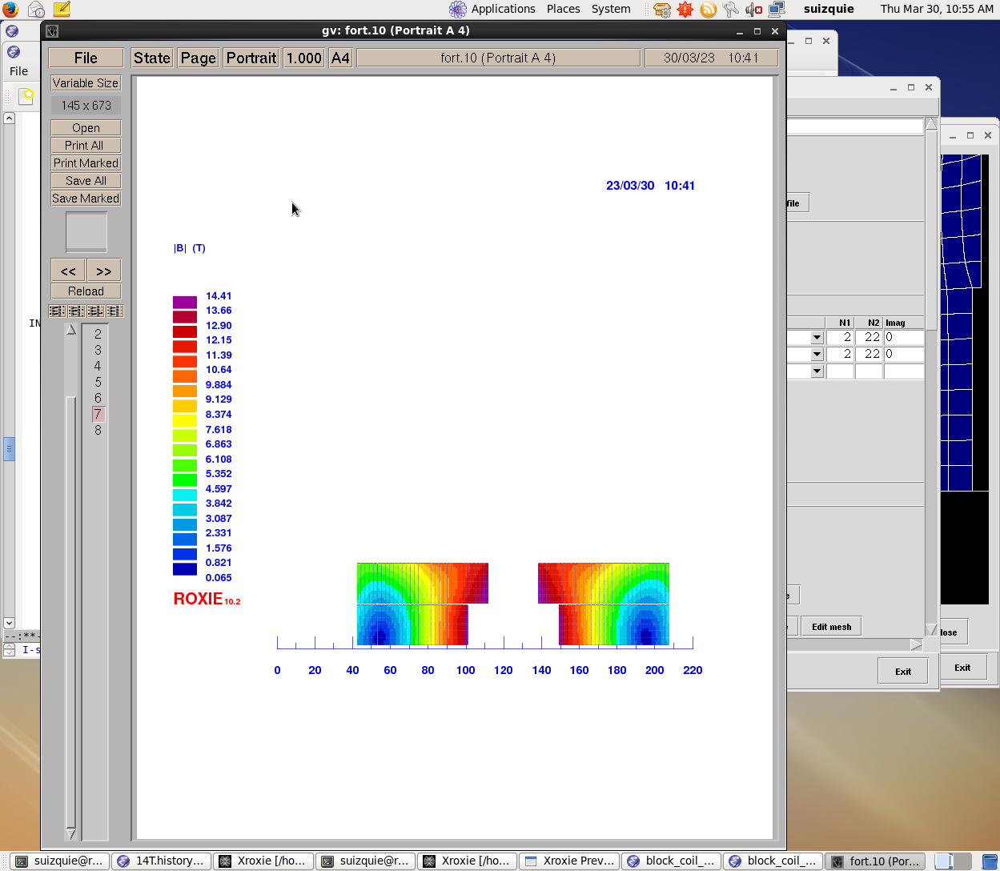 Applications Places System
suizquie
Thu Mar 30, 10:55 AM
gv: fort.10 (Portrait A 4)
File
File State Page Portrait 1.000 A4 fort.10 (Portrait A 4) 30/03/23 10:41
Variable Size
145 x 673
Open
Print All
Print Marked
Save All
Save Marked
<< >>
Reload
2
3
4
5
6
7
8
IN
--:**-
I-s
23/03/30 10:41
|B| (T)
14.41
13.66
12.90
12.15
11.39
10.64
9.884
9.129
8.374
7.618
6.863
6.108
5.352
4.597
3.842
3.087
2.331
1.576
0.821
0.065
ROXIE 10.2
0 20 40 60 80 100 120 140 160 180 200 220
file
N1 N2 Imag
2 22 0
2 22 0
e
e Edit mesh
lose
Exit
Exit
suizquie@r... 14T.history... Xroxie [/ho... suizquie@r... Xroxie [/ho... Xroxie Prev... block_coil_... block_coil_... fort.10 (Por...